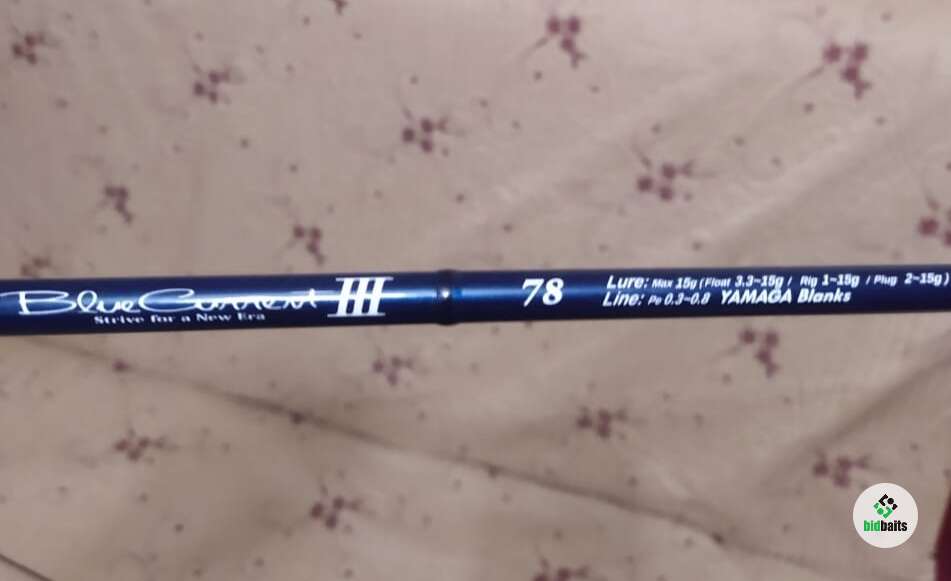 Blue Current III
Strive for a New Era
78
Lure: Max 15g (Float 3.3~15g / Rig 1~15g / Plug 2~15g)
Line: Pe 0.3~0.8 YAMAGA Blanks
bidbaits